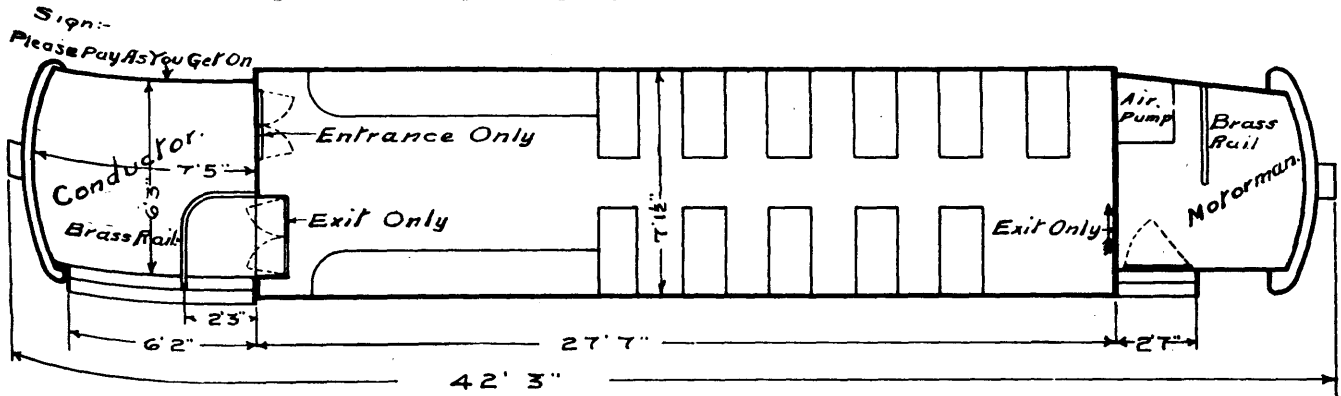 Sign:-
Please Pay As You Get On
Conductor.
7'5"
6'3"
Brass Rail
Entrance Only
Exit Only
7'1½"
Exit Only
Air.
Pump
Brass
Rail
Motorman.
2'3"
6'2"
27'7"
2'7"
42' 3"